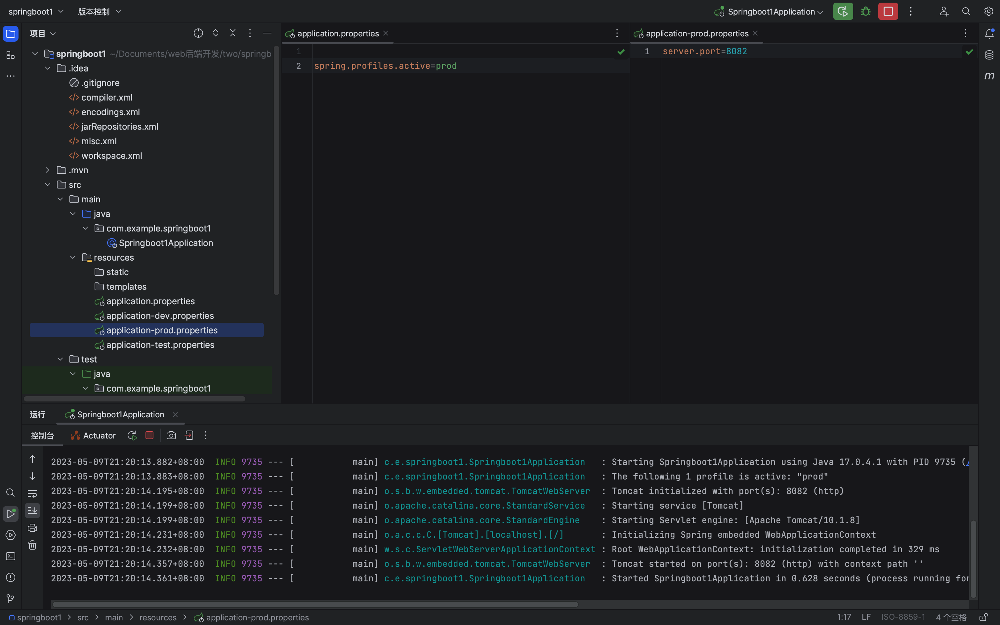 springboot1
版本控制
Springboot1Application
项目
springboot1 ~/Documents/web后端开发/two/springb
.idea
.gitignore
compiler.xml
encodings.xml
jarRepositories.xml
misc.xml
workspace.xml
.mvn
src
main
java
com.example.springboot1
Springboot1Application
resources
static
templates
application.properties
application-dev.properties
application-prod.properties
application-test.properties
test
java
com.example.springboot1
application.properties
1
2 spring.profiles.active=prod
application-prod.properties
1 server.port=8082
m
运行 Springboot1Application
控制台 Actuator
2023-05-09T21:20:13.882+08:00  INFO 9735 --- [           main] c.e.springboot1.Springboot1Application   : Starting Springboot1Application using Java 17.0.4.1 with PID 9735 (/
2023-05-09T21:20:13.883+08:00  INFO 9735 --- [           main] c.e.springboot1.Springboot1Application   : The following 1 profile is active: "prod"
2023-05-09T21:20:14.195+08:00  INFO 9735 --- [           main] o.s.b.w.embedded.tomcat.TomcatWebServer  : Tomcat initialized with port(s): 8082 (http)
2023-05-09T21:20:14.199+08:00  INFO 9735 --- [           main] o.apache.catalina.core.StandardService   : Starting service [Tomcat]
2023-05-09T21:20:14.199+08:00  INFO 9735 --- [           main] o.apache.catalina.core.StandardEngine    : Starting Servlet engine: [Apache Tomcat/10.1.8]
2023-05-09T21:20:14.231+08:00  INFO 9735 --- [           main] o.a.c.c.C.[Tomcat].[localhost].[/]       : Initializing Spring embedded WebApplicationContext
2023-05-09T21:20:14.232+08:00  INFO 9735 --- [           main] w.s.c.ServletWebServerApplicationContext : Root WebApplicationContext: initialization completed in 329 ms
2023-05-09T21:20:14.357+08:00  INFO 9735 --- [           main] o.s.b.w.embedded.tomcat.TomcatWebServer  : Tomcat started on port(s): 8082 (http) with context path ''
2023-05-09T21:20:14.361+08:00  INFO 9735 --- [           main] c.e.springboot1.Springboot1Application   : Started Springboot1Application in 0.628 seconds (process running for
springboot1 > src > main > resources > application-prod.properties
1:17 LF ISO-8859-1 4 个空格